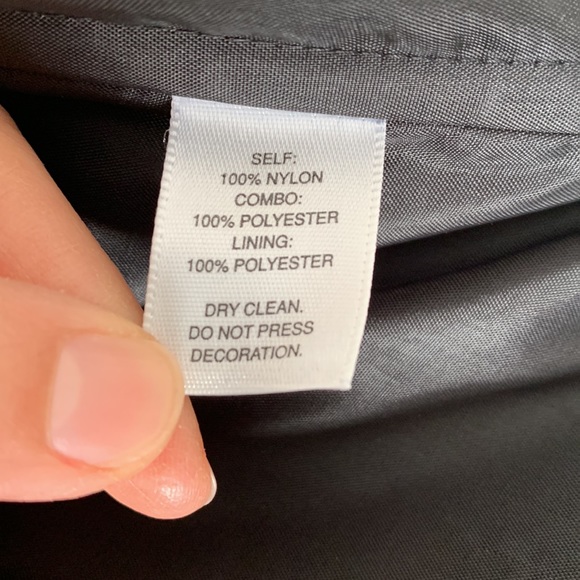 SELF:
100% NYLON
COMBO:
100% POLYESTER
LINING:
100% POLYESTER
DRY CLEAN.
DO NOT PRESS
DECORATION.